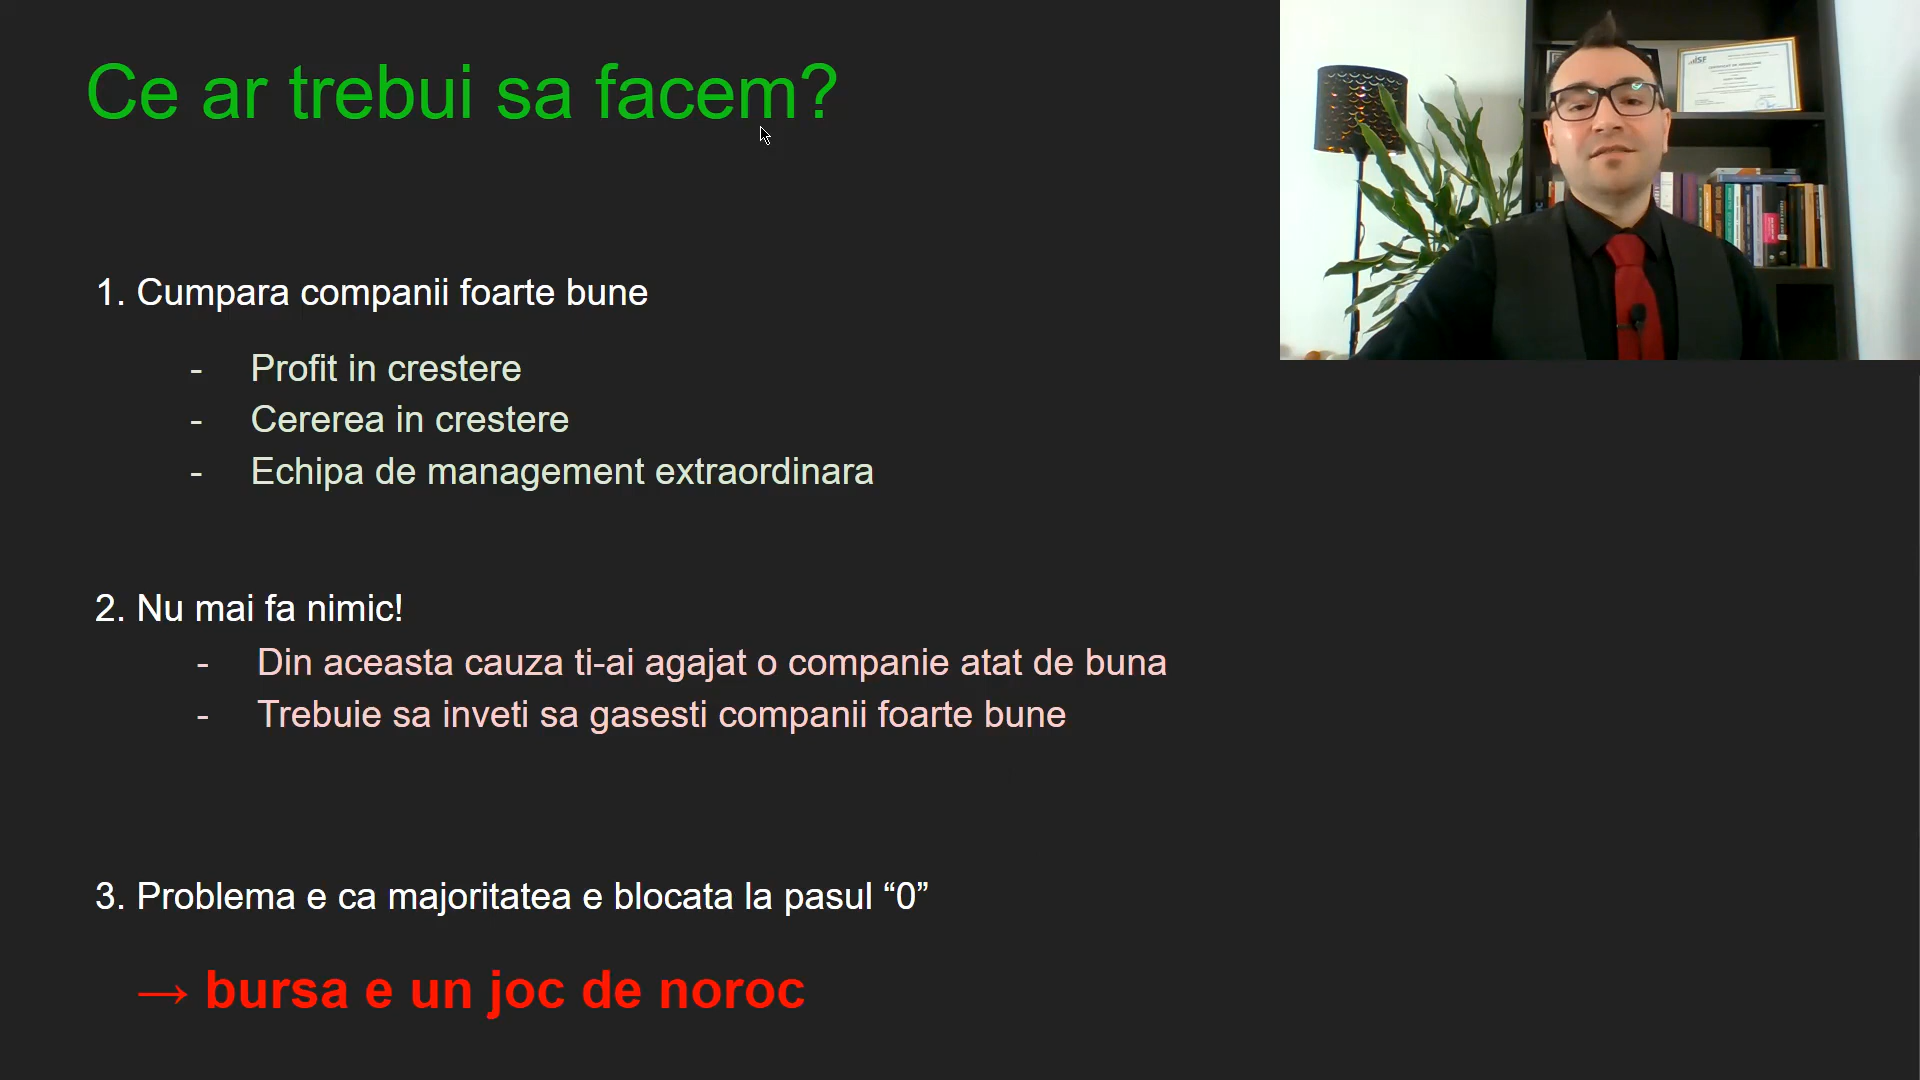 Ce ar trebui sa facem?
1. Cumpara companii foarte bune
- Profit in crestere
- Cererea in crestere
- Echipa de management extraordinara
2. Nu mai fa nimic!
- Din aceasta cauza ti-ai agajat o companie atat de buna
- Trebuie sa inveti sa gasesti companii foarte bune
3. Problema e ca majoritatea e blocata la pasul “0”
→ bursa e un joc de noroc